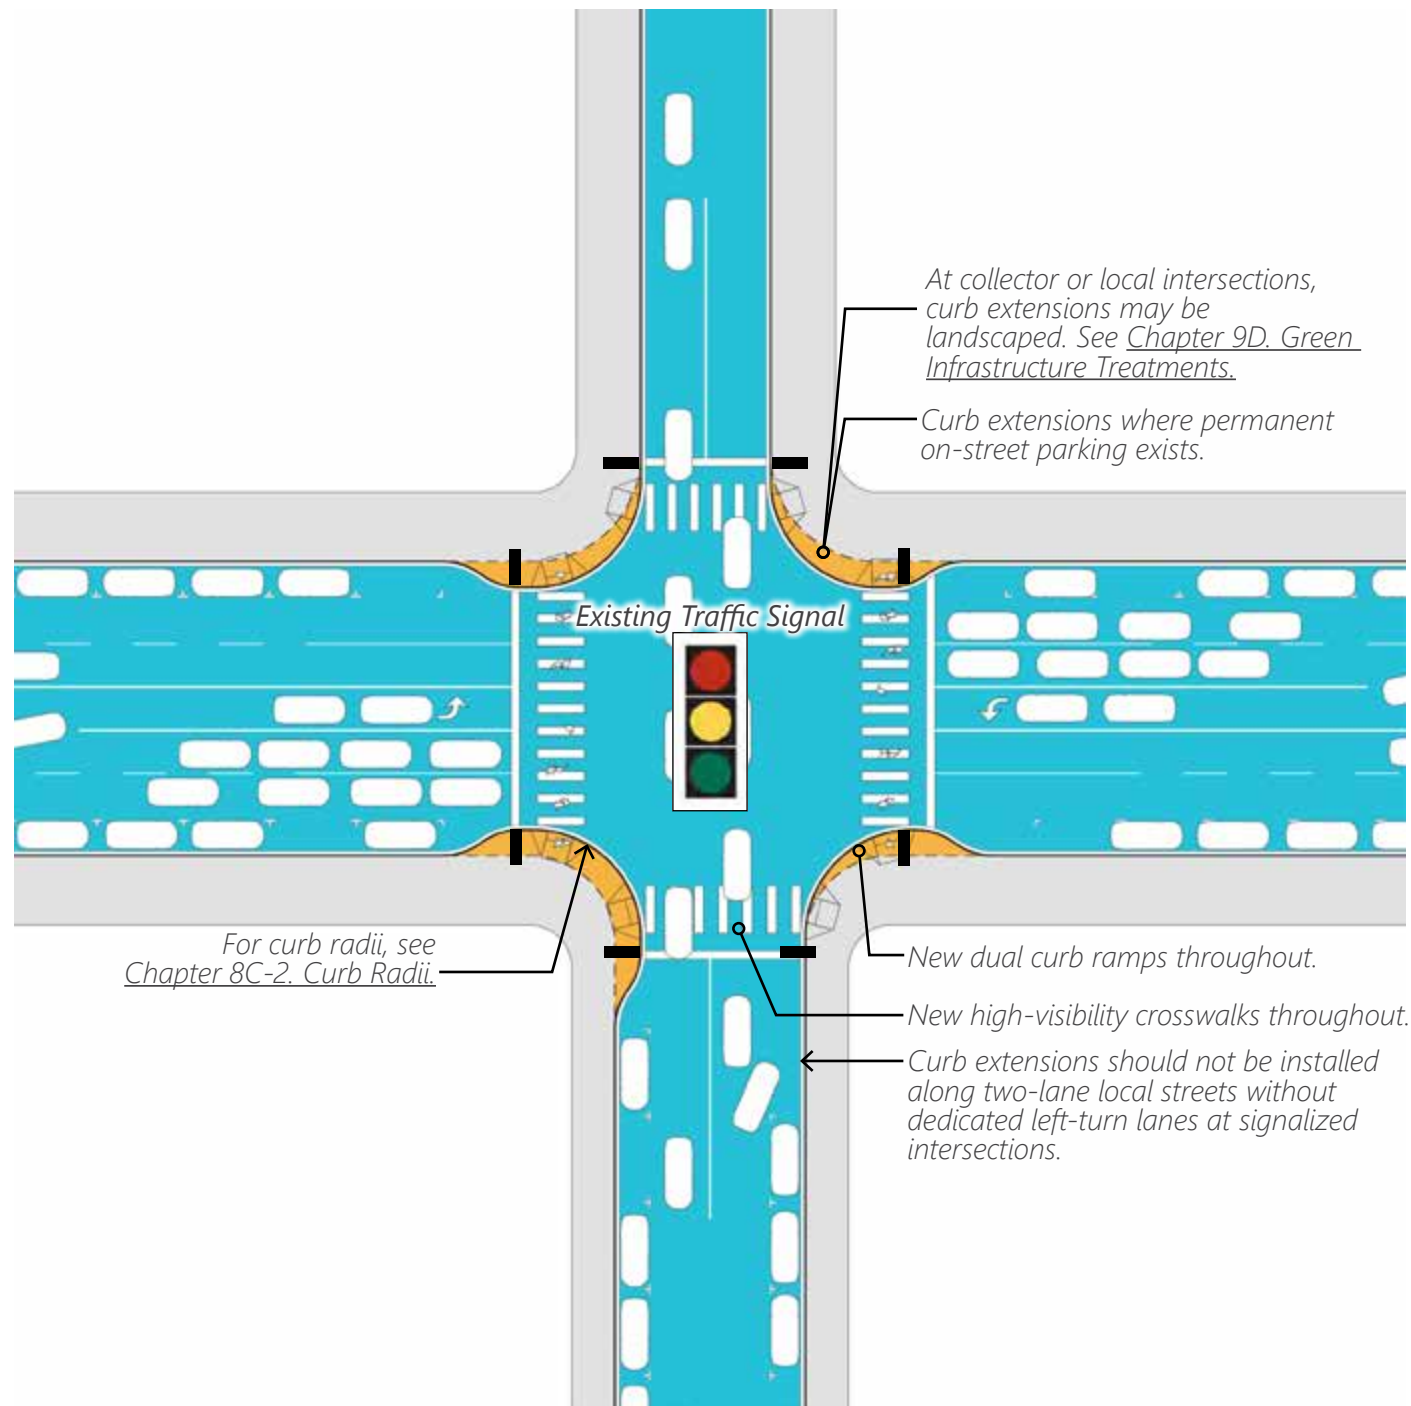 At collector or local intersections,
curb extensions may be
landscaped. See Chapter 9D. Green
Infrastructure Treatments.
Curb extensions where permanent
on-street parking exists.
Existing Traffic Signal
For curb radii, see
Chapter 8C-2. Curb Radii.
New dual curb ramps throughout.
New high-visibility crosswalks throughout.
Curb extensions should not be installed
along two-lane local streets without
dedicated left-turn lanes at signalized
intersections.